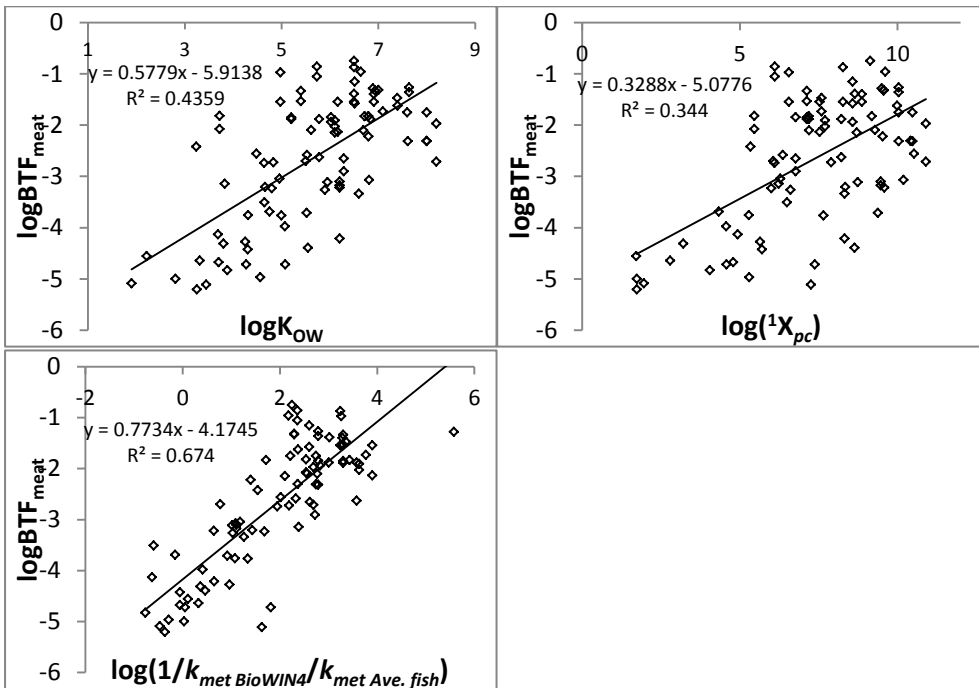 0
1 3 5 7 9
-1
y = 0.5779x - 5.9138
R² = 0.4359
-2
-3
-4
-5
-6
logBTFmeat
logKOW
0
0 5 10
-1
y = 0.3288x - 5.0776
R² = 0.344
-2
-3
-4
-5
-6
logBTFmeat
log(¹Xpc)
0
-2 0 2 4 6
-1
y = 0.7734x - 4.1745
R² = 0.674
-2
-3
-4
-5
-6
logBTFmeat
log(1/kmet BioWIN4/kmet Ave. fish)